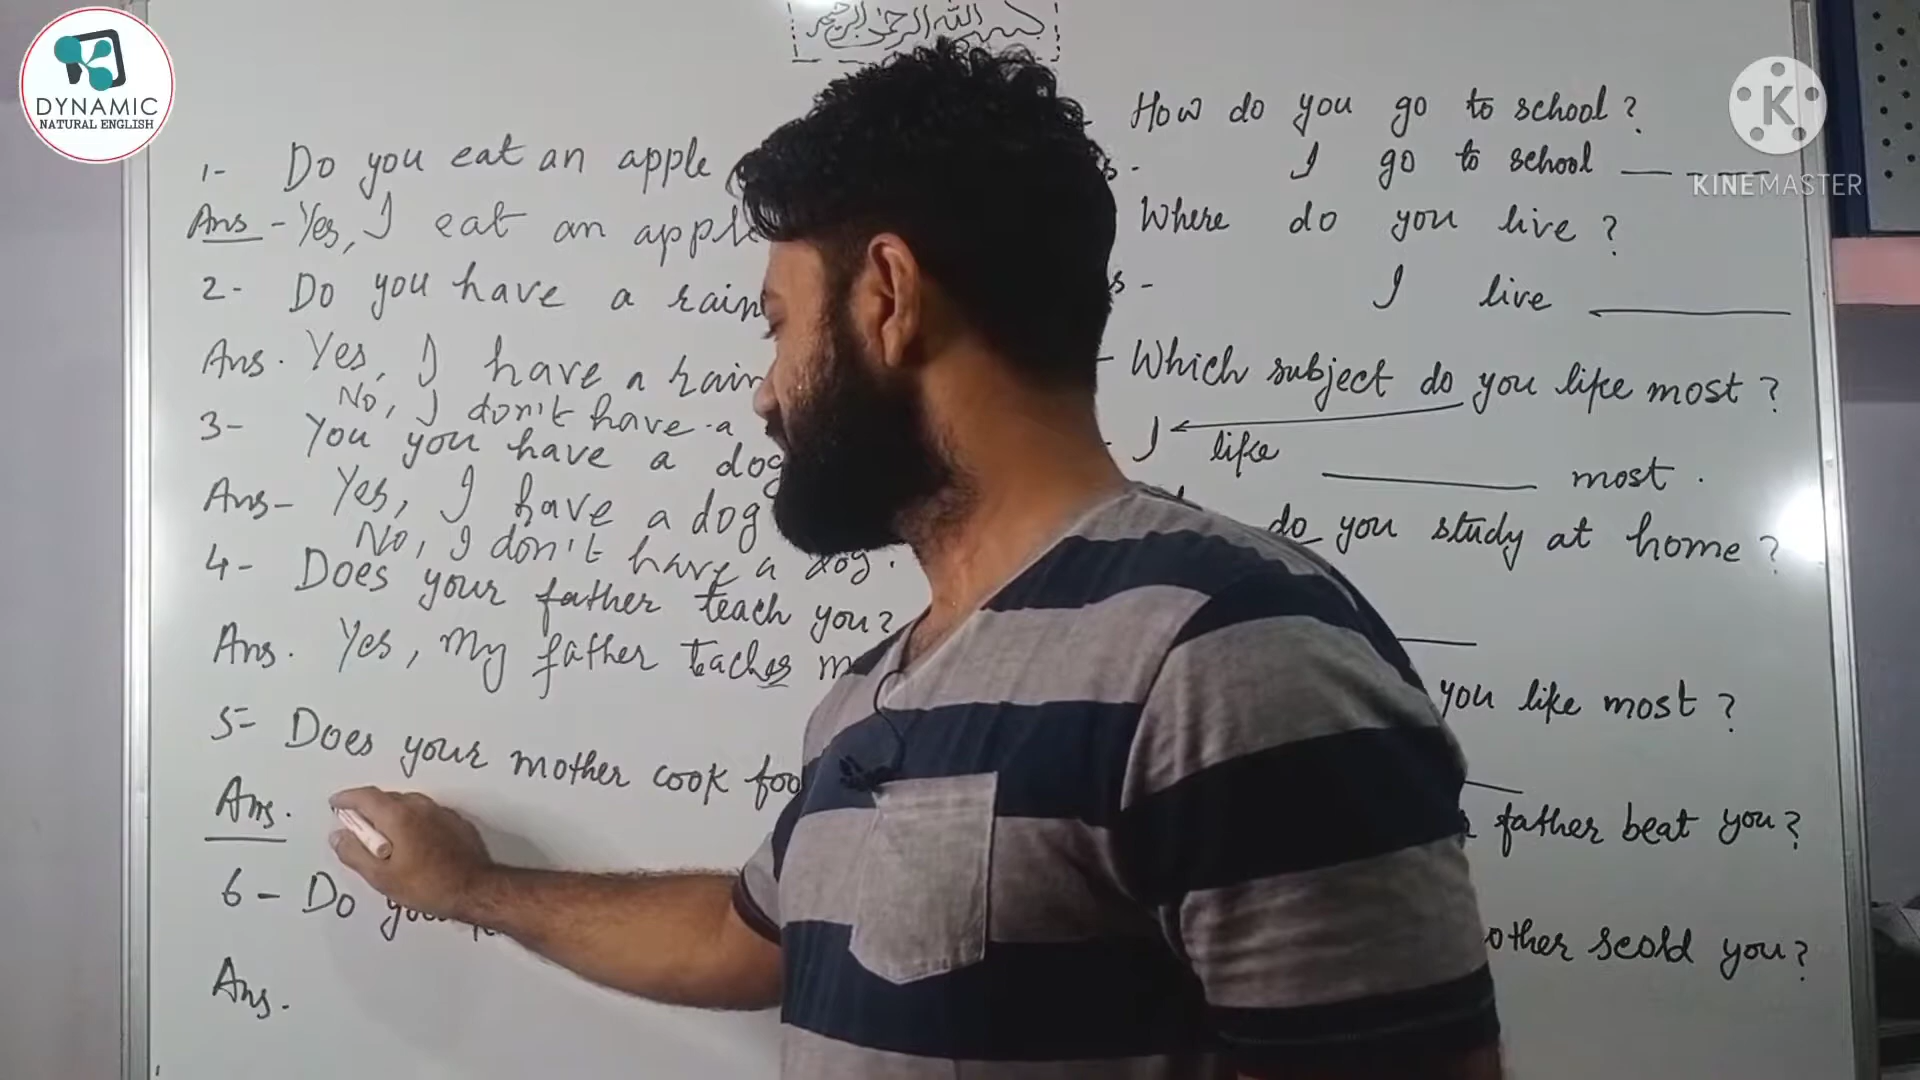 DYNAMIC
NATURAL ENGLISH
بسم الله الرحمن الرحيم
1- Do you eat an apple
Ans - Yes, I eat an apple
2- Do you have a rain
Ans. Yes, I have a rain
No, I don't have a
3- You you have a dog
Ans- Yes, I have a dog
No, I don't have a dog.
4- Does your father teach you?
Ans. Yes, My father teaches m
5= Does your mother cook foo
Ans.
6- Do you
Ans.
How do you go to school?
I go to school
Where do you live?
I live
Which subject do you like most?
I like most.
do you study at home?
you like most?
father beat you?
other scold you?
K
KINEMASTER